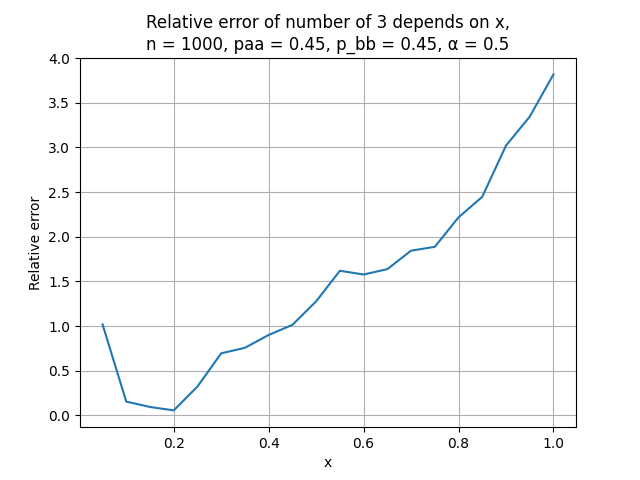 Relative error of number of 3 depends on x,
n = 1000, paa = 0.45, p_bb = 0.45, α = 0.5
4.0
3.5
3.0
2.5
2.0
1.5
1.0
0.5
0.0
Relative error
0.2 0.4 0.6 0.8 1.0
x